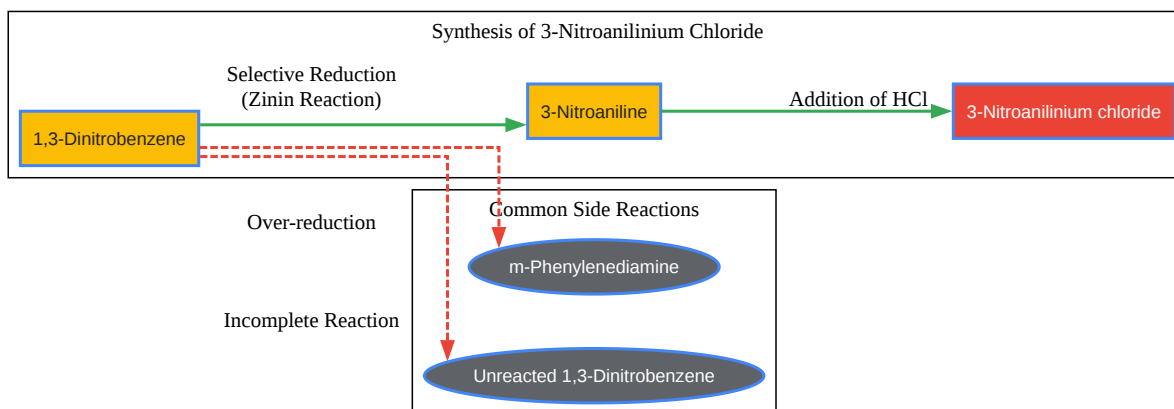 Synthesis of 3-Nitroanilinium Chloride
Selective Reduction
(Zinin Reaction)
Addition of HCl
1,3-Dinitrobenzene
3-Nitroaniline
3-Nitroanilinium chloride
Common Side Reactions
Over-reduction
m-Phenylenediamine
Incomplete Reaction
Unreacted 1,3-Dinitrobenzene